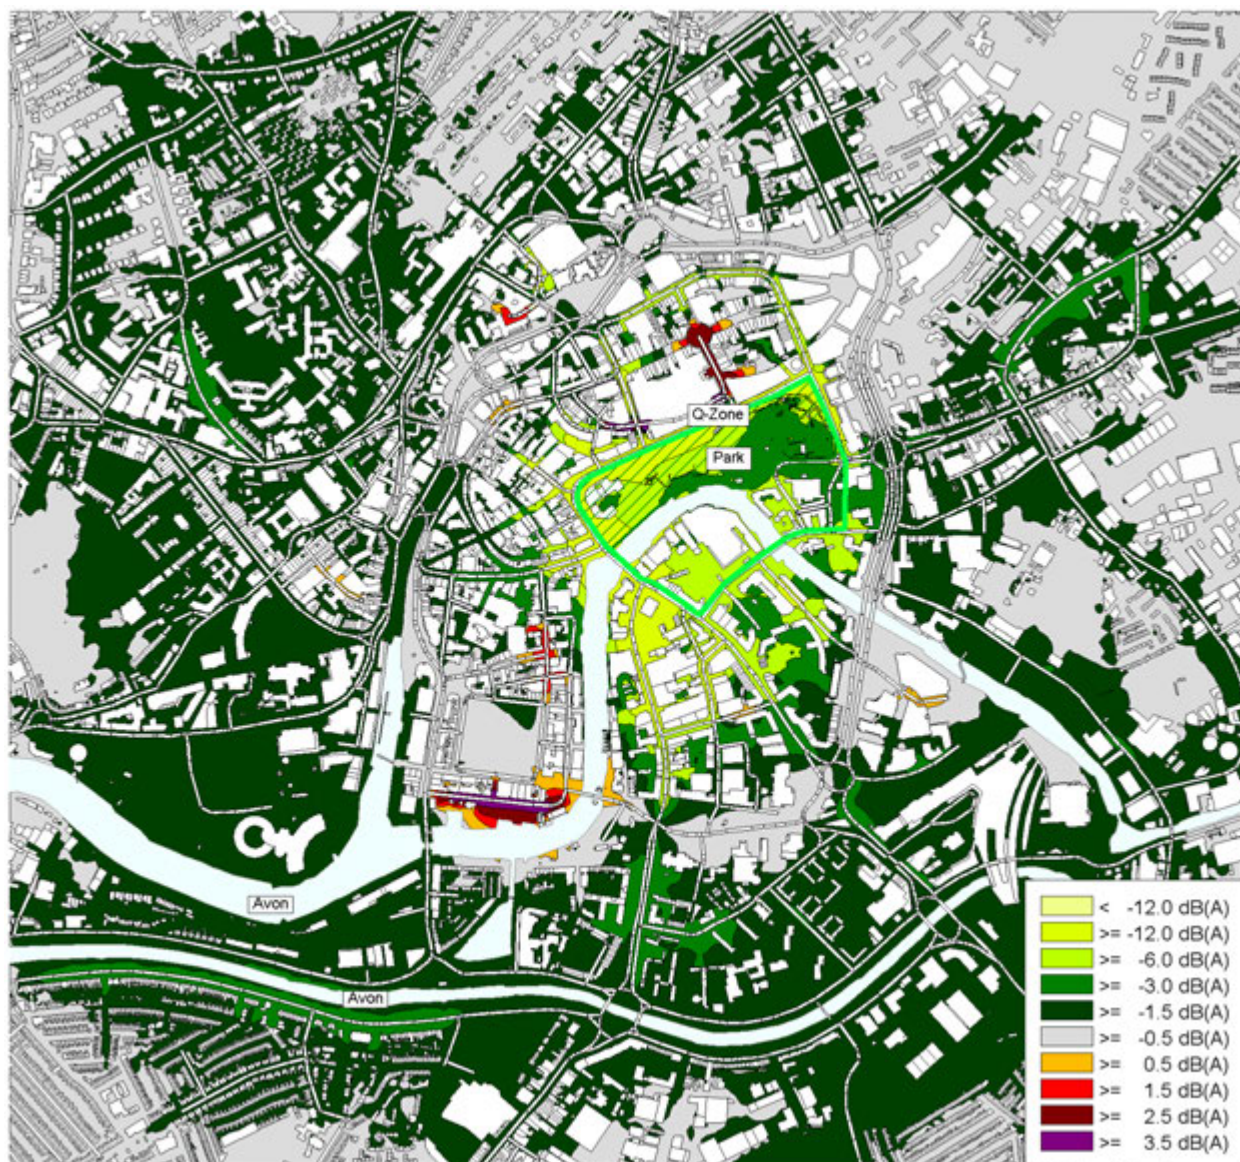 Q-Zone
Park
Avon
Avon
< -12.0 dB(A)
>= -12.0 dB(A)
>= -6.0 dB(A)
>= -3.0 dB(A)
>= -1.5 dB(A)
>= -0.5 dB(A)
>= 0.5 dB(A)
>= 1.5 dB(A)
>= 2.5 dB(A)
>= 3.5 dB(A)